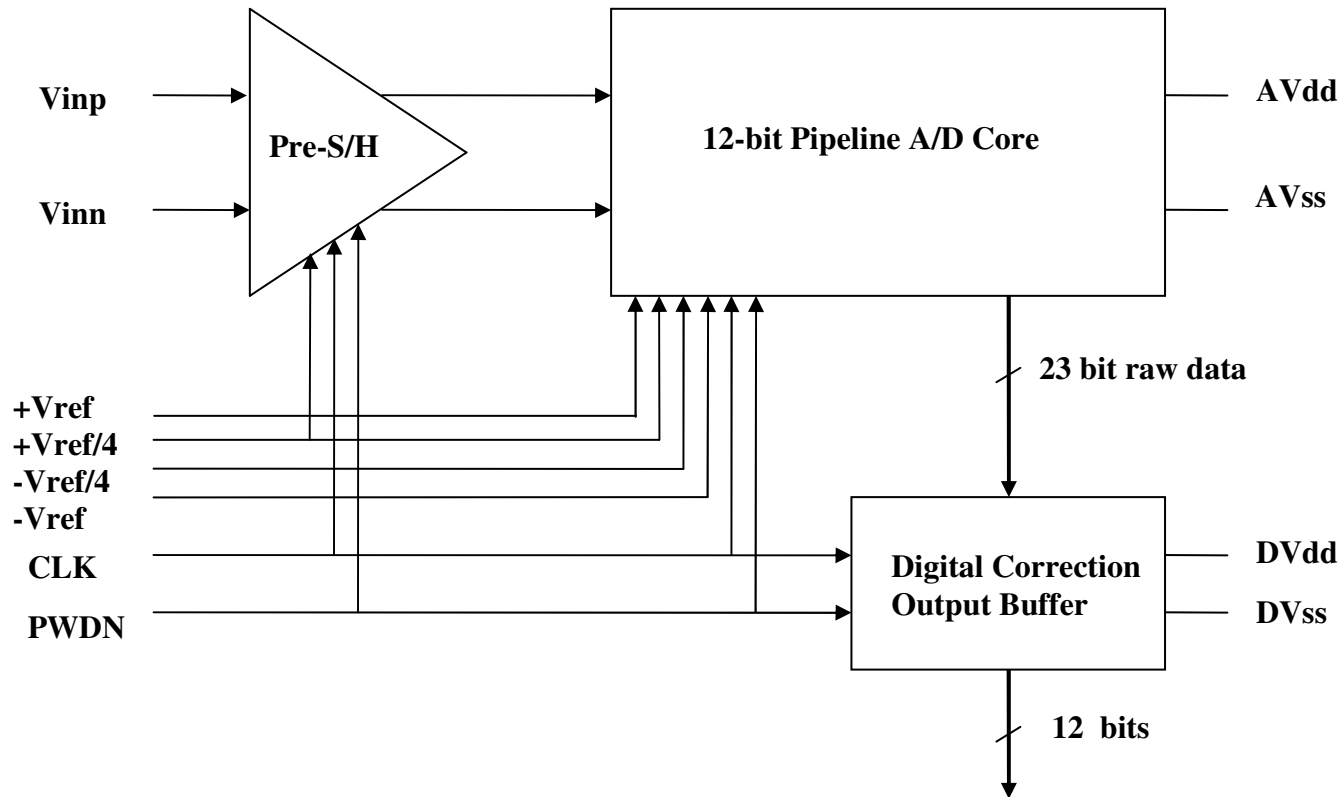 Vinp
Vinn
Pre-S/H
12-bit Pipeline A/D Core
AVdd
AVss
23 bit raw data
+Vref
+Vref/4
-Vref/4
-Vref
CLK
PWDN
Digital Correction
Output Buffer
DVdd
DVss
12 bits